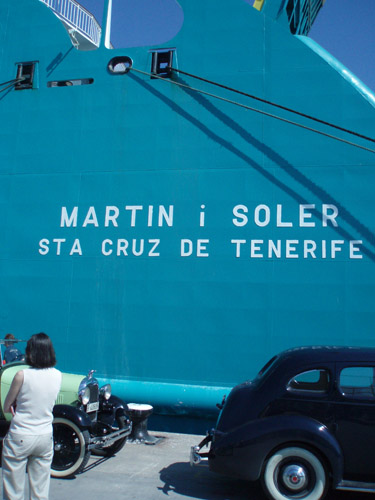 MARTIN i SOLER
STA CRUZ DE TENERIFE